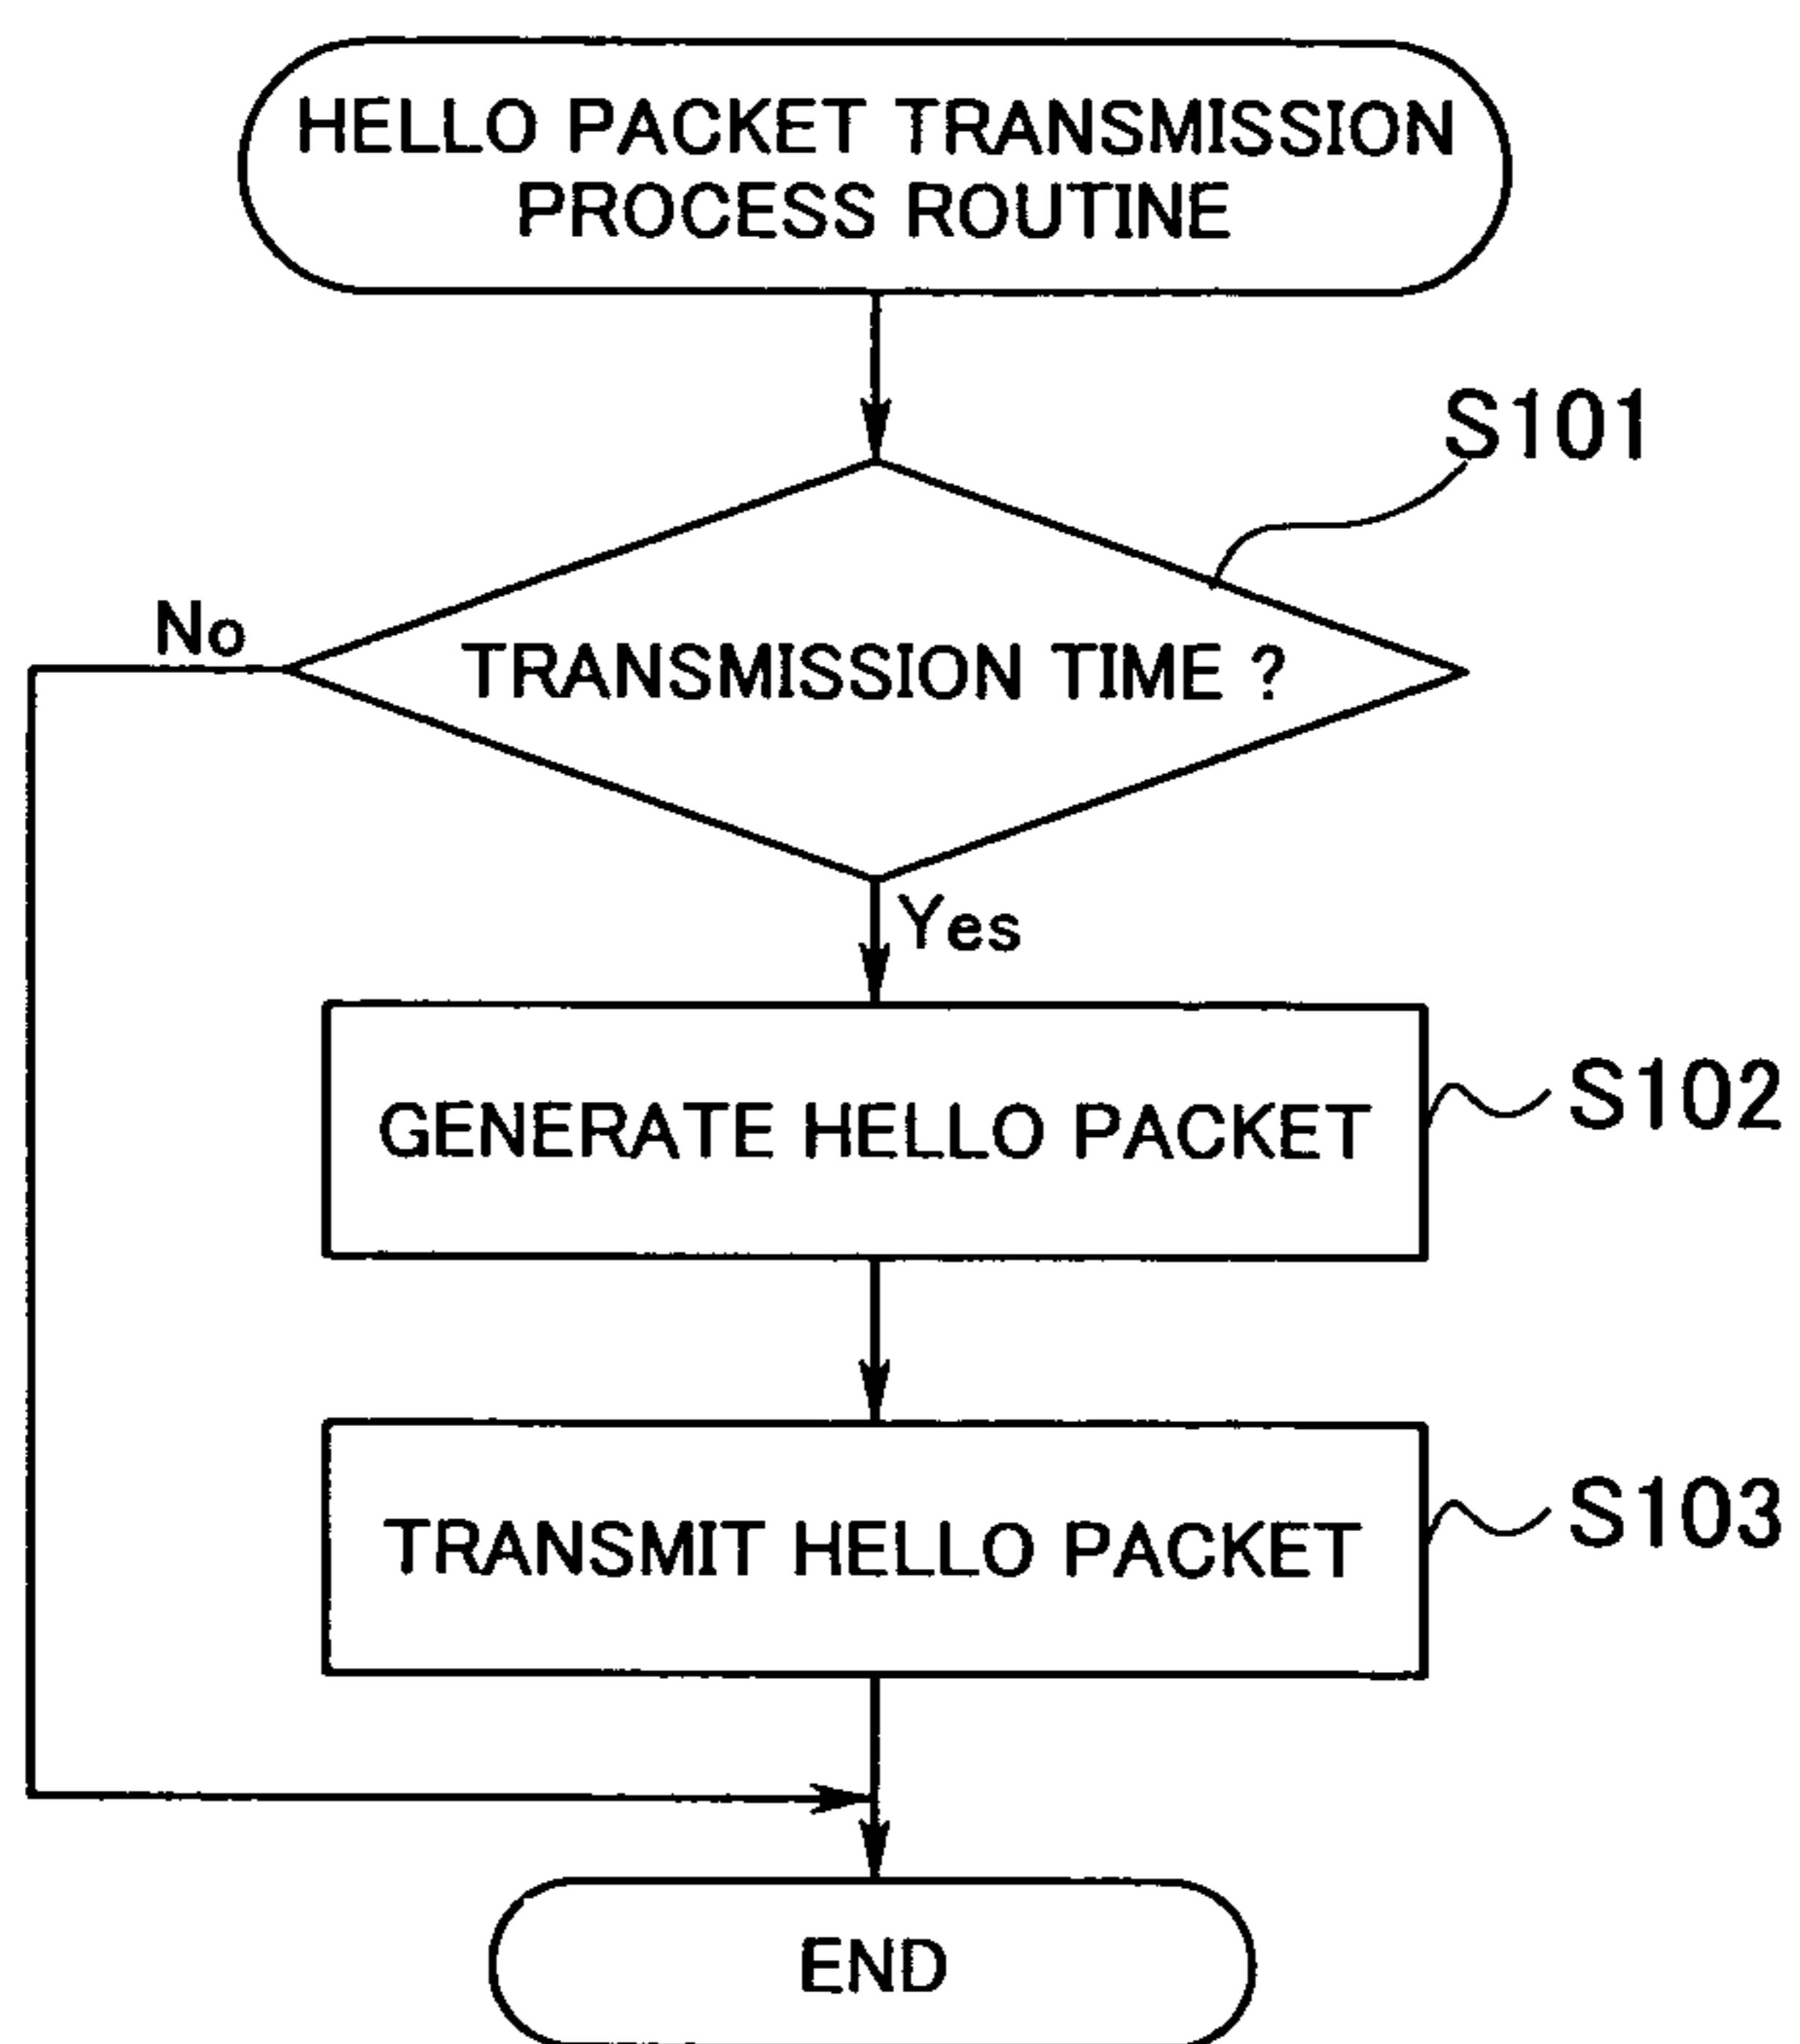 HELLO PACKET TRANSMISSION
PROCESS ROUTINE
S101
No
TRANSMISSION TIME ?
Yes
GENERATE HELLO PACKET
S102
TRANSMIT HELLO PACKET
S103
END